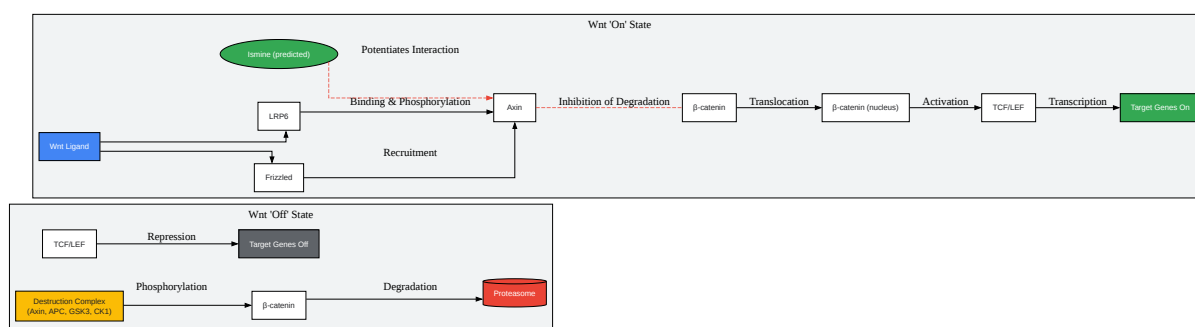 Wnt 'On' State
Ismine (predicted)
Potentiates Interaction
LRP6
Binding & Phosphorylation
Axin
Inhibition of Degradation
β-catenin
Translocation
β-catenin (nucleus)
Activation
TCF/LEF
Transcription
Target Genes On
Wnt Ligand
Recruitment
Frizzled
Wnt 'Off' State
TCF/LEF
Repression
Target Genes Off
Destruction Complex
(Axin, APC, GSK3, CK1)
Phosphorylation
β-catenin
Degradation
Proteasome